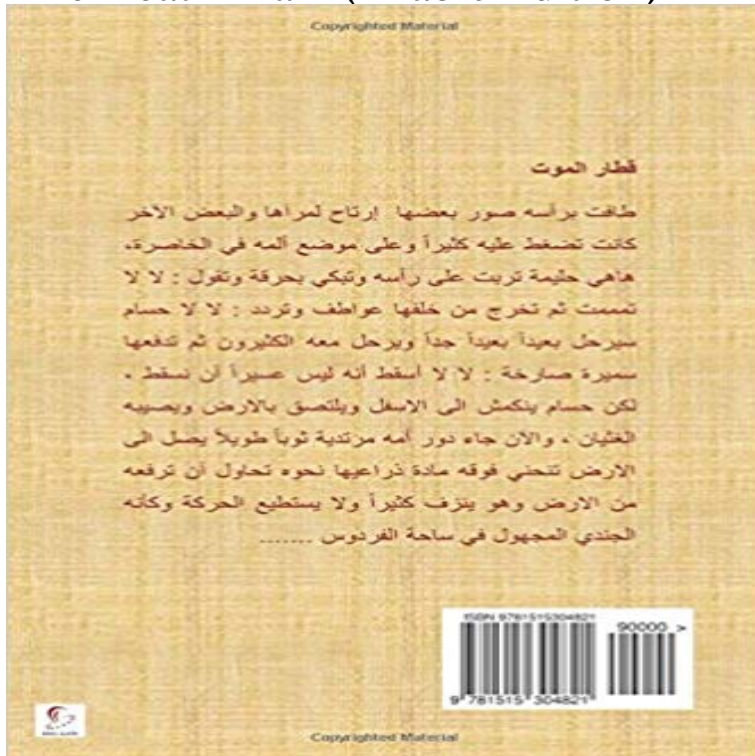 Copyrighted Material
قطار الموت
طافت برأسه صور بعضها إرتاح لمرآها والبعض الآخر
كانت تضغط عليه كثيراً وعلى موضع ألمه في الخاصرة،
هاهي حليمة تربت على رأسه وتبكي بحرقة وتقول : لا لا
تمممت ثم تخرج من خلفها عواطف وتردد : لا لا حسام
سيرحل بعيداً بعيداً جداً ويرحل معه الكثيرون ثم تدفعها
سميرة صارخة : لا لا أسقط أنه ليس عسيراً أن نسقط ،
لكن حسام ينكمش الى الاسفل ويلتصق بالارض ويصيبه
الغثيان ، والآن جاء دور أمه مرتدية ثوباً طويلاً يصل الى
الارض تنحني فوقه مادة ذراعيها نحوه تحاول أن ترفعه
من الارض وهو ينزف كثيراً ولا يستطيع الحركة وكأنه
الجندي المجهول في ساحة الفردوس .......
ISBN 9781515304821
90000 >
9 781515 304821
Copyrighted Material